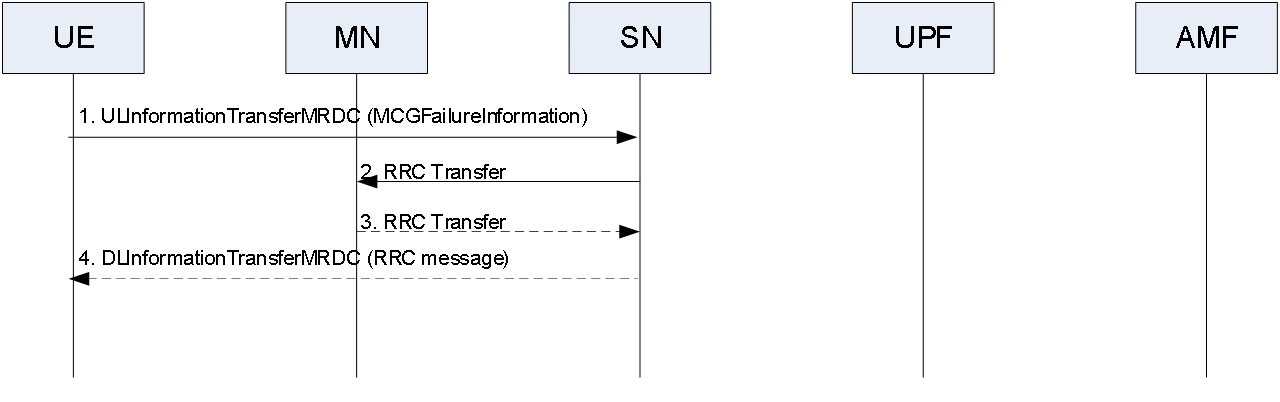 UE
MN
SN
UPF
AMF
1. ULInformationTransferMRDC (MCGFailureInformation)
2. RRC Transfer
3. RRC Transfer
4. DLInformationTransferMRDC (RRC message)